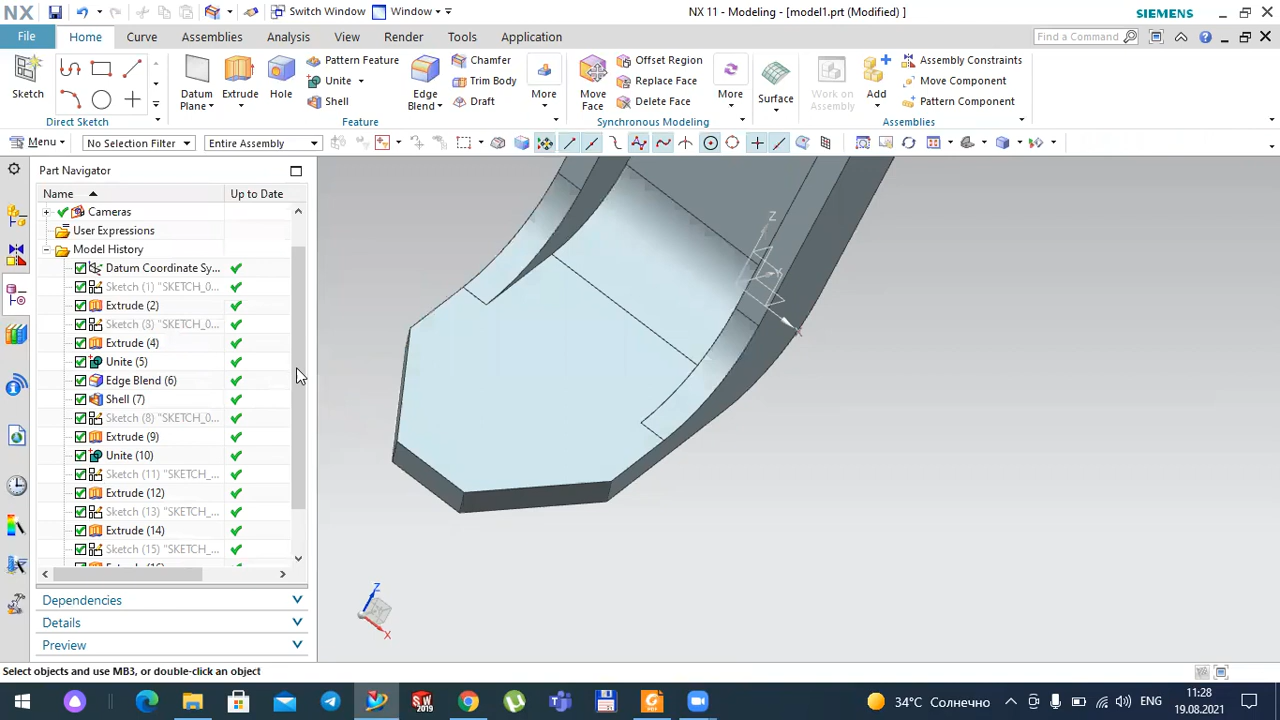 NX Switch Window Window NX 11 - Modeling - [model1.prt (Modified) ] SIEMENS
File Home Curve Assemblies Analysis View Render Tools Application Find a Command
Sketch Datum Plane Extrude Hole Pattern Feature Unite Shell Edge Blend Chamfer Trim Body Draft More Move Face Offset Region Replace Face Delete Face More Surface Work on Assembly Add Assembly Constraints Move Component Pattern Component
Direct Sketch Feature Synchronous Modeling Assemblies
Menu No Selection Filter Entire Assembly
Part Navigator
Name Up to Date
Cameras
User Expressions
Model History
Datum Coordinate Sy...
Sketch (1) "SKETCH_0...
Extrude (2)
Sketch (3) "SKETCH_0...
Extrude (4)
Unite (5)
Edge Blend (6)
Shell (7)
Sketch (8) "SKETCH_0...
Extrude (9)
Unite (10)
Sketch (11) "SKETCH_...
Extrude (12)
Sketch (13) "SKETCH_...
Extrude (14)
Sketch (15) "SKETCH_...
Dependencies
Details
Preview
Z
X
Z
X
Select objects and use MB3, or double-click an object
34°C Солнечно ENG 11:28
19.08.2021